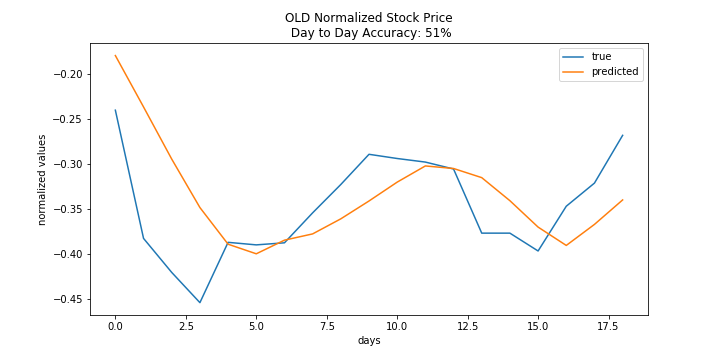 OLD Normalized Stock Price
Day to Day Accuracy: 51%
true
predicted
normalized values
−0.20
−0.25
−0.30
−0.35
−0.40
−0.45
0.0 2.5 5.0 7.5 10.0 12.5 15.0 17.5
days